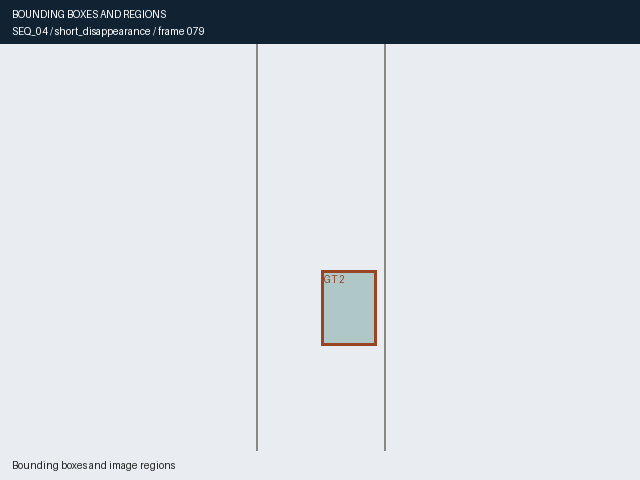 BOUNDING BOXES AND REGIONS
SEQ_04 / short_disappearance / frame 079
GT2
Bounding boxes and image regions